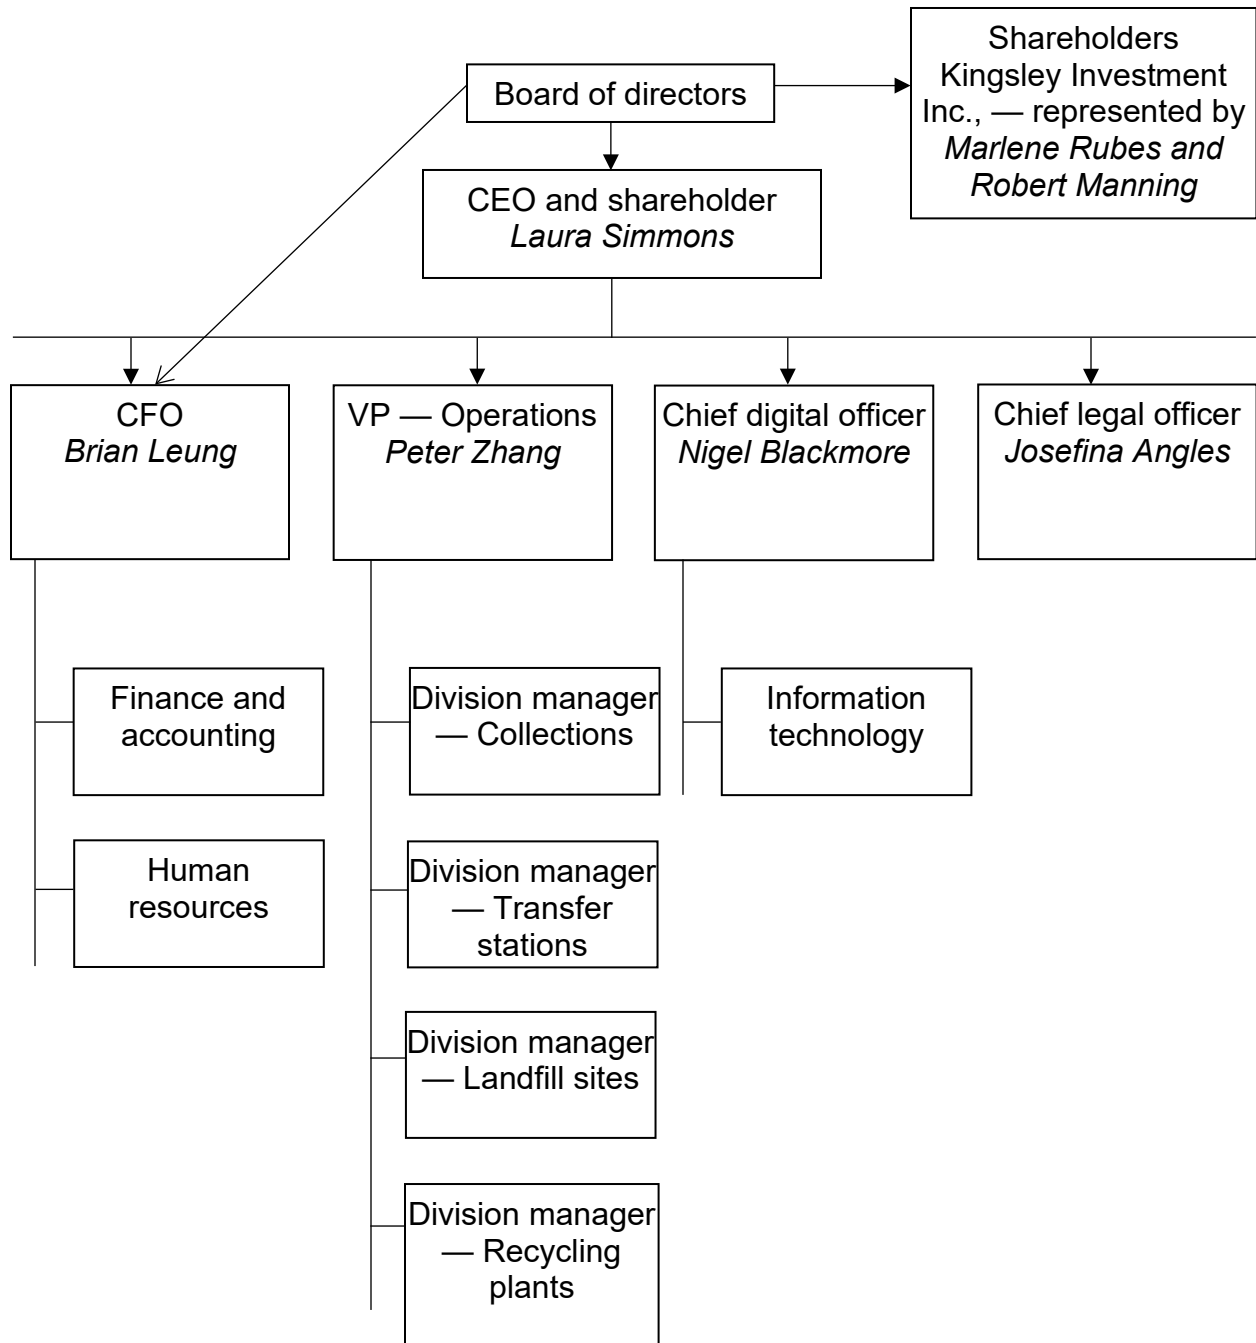 Shareholders
Kingsley Investment
Inc., — represented by
Marlene Rubes and
Robert Manning
Board of directors
CEO and shareholder
Laura Simmons
CFO
Brian Leung
VP — Operations
Peter Zhang
Chief digital officer
Nigel Blackmore
Chief legal officer
Josefina Angles
Finance and
accounting
Division manager
— Collections
Information
technology
Human
resources
Division manager
— Transfer
stations
Division manager
— Landfill sites
Division manager
— Recycling
plants